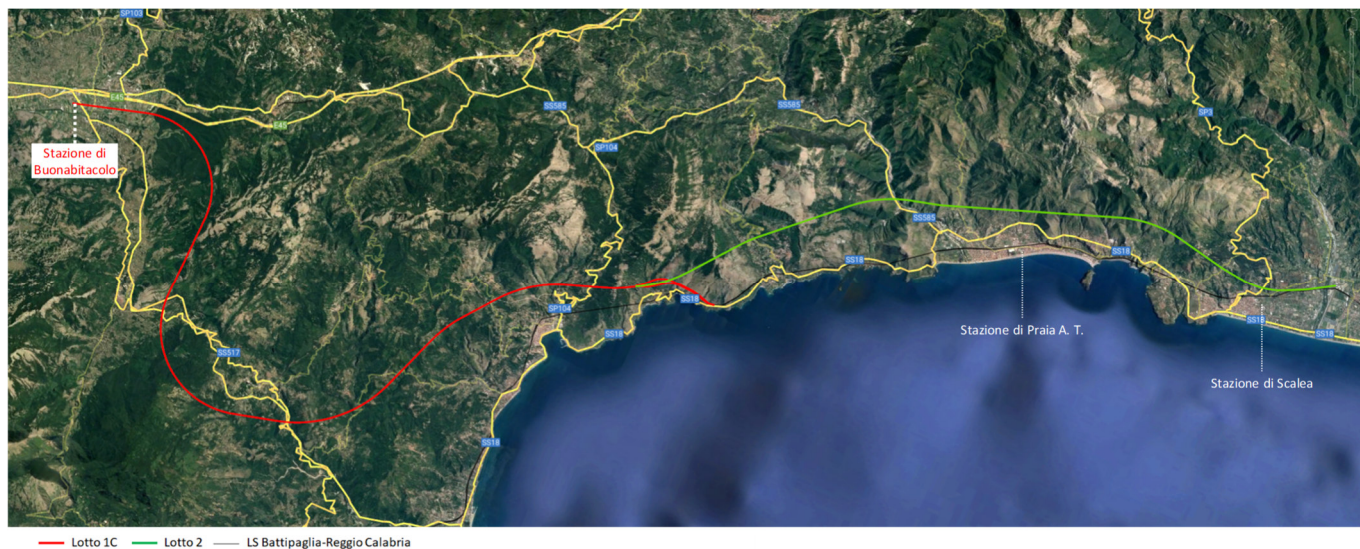 SP103
E45
E45
SS585
SS585
SP104
SP3
Stazione di
Buonabitacolo
SS585
SS18
SS18
SS18
SP104
SS18
SS18
SS18
Stazione di Praia A. T.
SS517
Stazione di Scalea
SS18
Lotto 1C
Lotto 2
LS Battipaglia-Reggio Calabria